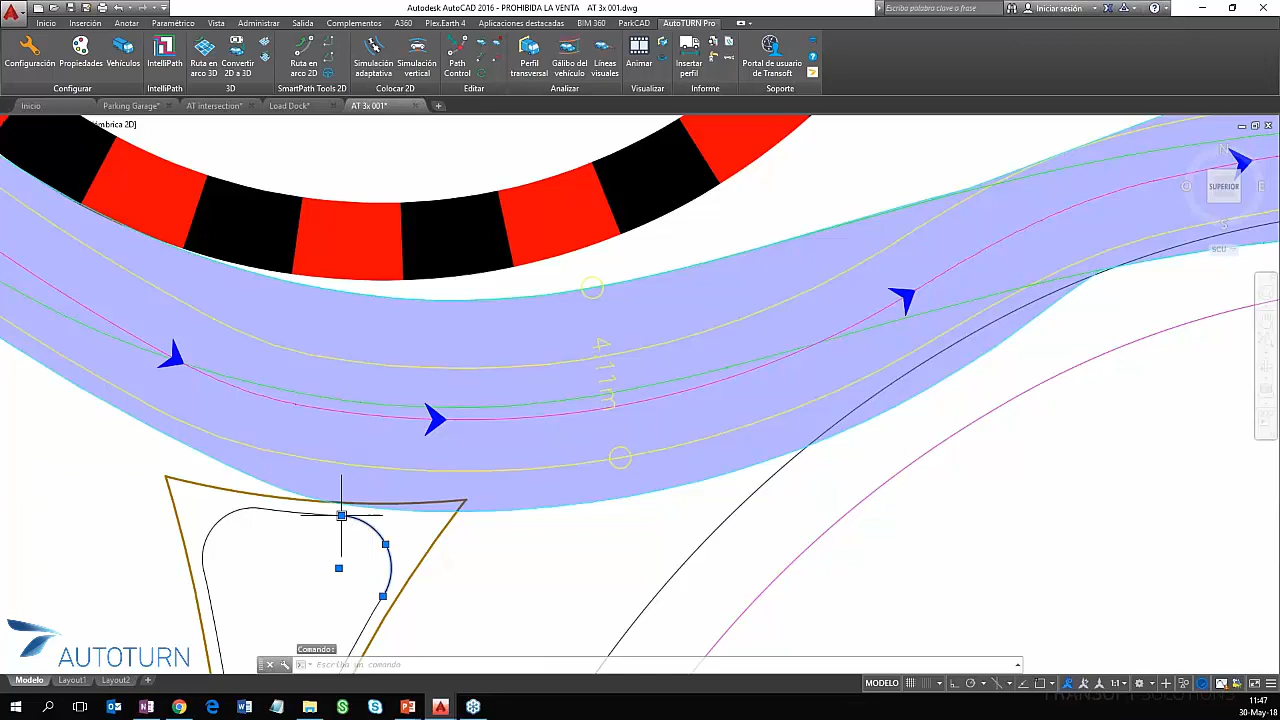 Autodesk AutoCAD 2016 - PROHIBIDA LA VENTA AT 3x 001.dwg
Escriba palabra clave o frase
Iniciar sesión
Inicio Inserción Anotar Paramétrico Vista Administrar Salida Complementos A360 Plex.Earth 4 Aplicaciones destacadas BIM 360 ParkCAD AutoTURN Pro
Configuración Propiedades Vehículos IntelliPath Ruta en arco 3D Convertir 2D a 3D Ruta en arco 2D Simulación adaptativa Simulación vertical Path Control Perfil transversal Gálibo del vehículo Líneas visuales Animar Insertar perfil Portal de usuario de Transoft
Configurar IntelliPath 3D SmartPath Tools 2D Colocar 2D Editar Analizar Visualizar Informe Soporte
Inicio Parking Garage* AT intersection* Load Dock* AT 3x 001*
N
SUPERIOR
O E
S
SCU
4.11m
Comando:
Escriba un comando
AUTOTURN
Modelo Layout1 Layout2
MODELO
1:1
TRANSOFT SOLUTIONS
11:47
30-May-18